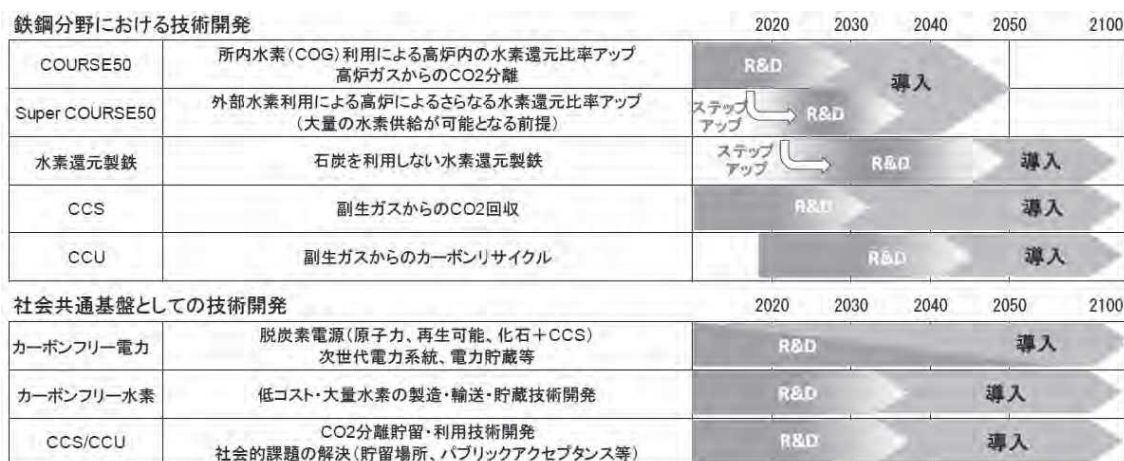 鉄鋼分野における技術開発 2020 2030 2040 2050 2100
COURSE50
所内水素(COG)利用による高炉内の水素還元比率アップ
高炉ガスからのCO2分離
R&D
導入
Super COURSE50
外部水素利用による高炉によるさらなる水素還元比率アップ
(大量の水素供給が可能となる前提)
ステップ
アップ
R&D
水素還元製鉄
石炭を利用しない水素還元製鉄
ステップ
アップ
R&D
導入
CCS
副生ガスからのCO2回収
R&D
導入
CCU
副生ガスからのカーボンリサイクル
R&D
導入
社会共通基盤としての技術開発 2020 2030 2040 2050 2100
カーボンフリー電力
脱炭素電源(原子力、再生可能、化石+CCS)
次世代電力系統、電力貯蔵等
R&D
導入
カーボンフリー水素
低コスト・大量水素の製造・輸送・貯蔵技術開発
R&D
導入
CCS/CCU
CO2分離貯留・利用技術開発
社会的課題の解決(貯留場所、パブリックアクセプタンス等)
R&D
導入